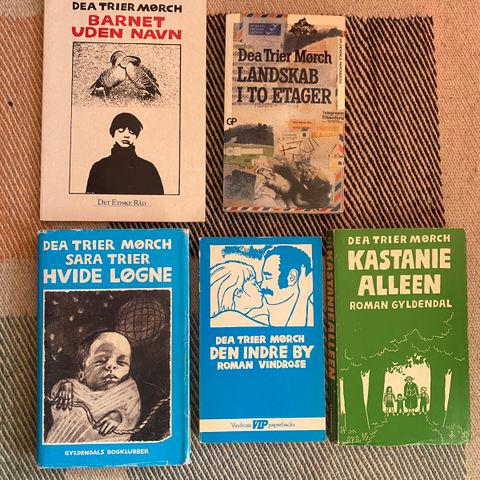 DEA TRIER MØRCH
BARNET
UDEN NAVN
DET ETISKE RÅD
Dea Trier Mørch
LANDSKAB
I TO ETAGER
GP
DEA TRIER MØRCH
SARA TRIER
HVIDE LØGNE
GYLDENDALS BOGKLUBBER
DEA TRIER MØRCH
DEN INDRE BY
ROMAN VINDROSE
Vindrose VIP paperbacks
KASTANIEALLEEN
DEA TRIER MØRCH
KASTANIE
ALLEEN
ROMAN GYLDENDAL